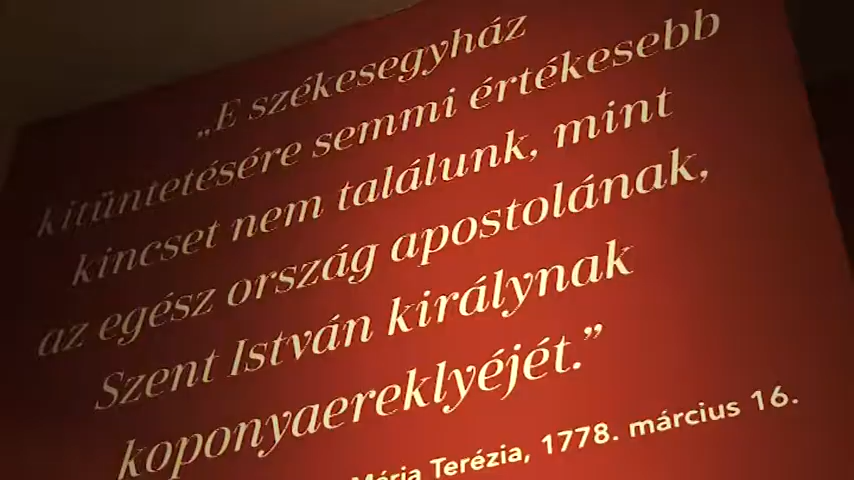 „E székesegyház
kitüntetésére semmi értékesebb
kincset nem találunk, mint
az egész ország apostolának,
Szent István királynak
koponyaereklyéjét.”
Mária Terézia, 1778. március 16.